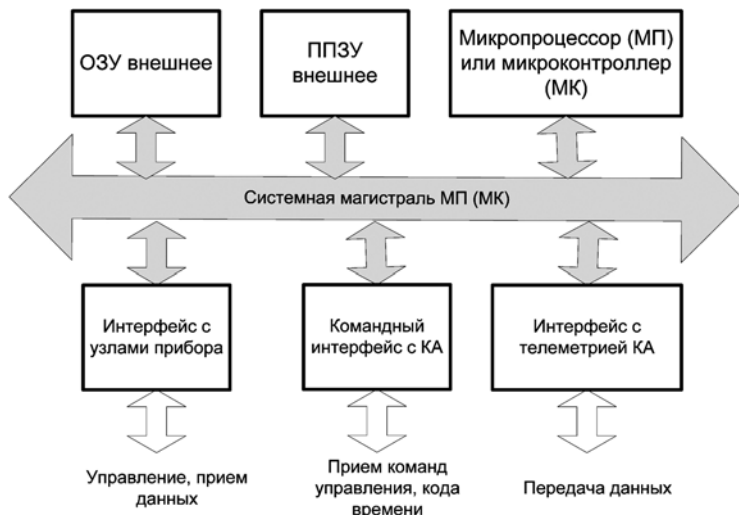 ОЗУ внешнее
ППЗУ
внешнее
Микропроцессор (МП)
или микроконтроллер
(МК)
Системная магистраль МП (МК)
Интерфейс с
узлами прибора
Командный
интерфейс с КА
Интерфейс с
телеметрией КА
Управление, прием
данных
Прием команд
управления, кода
времени
Передача данных